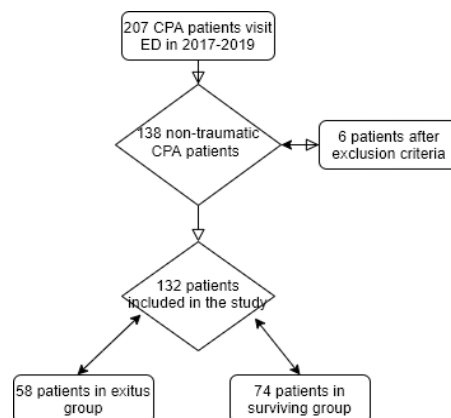 207 CPA patients visit
ED in 2017-2019
138 non-traumatic
CPA patients
6 patients after
exclusion criteria
132 patients
included in the study
58 patients in exitus
group
74 patients in
surviving group